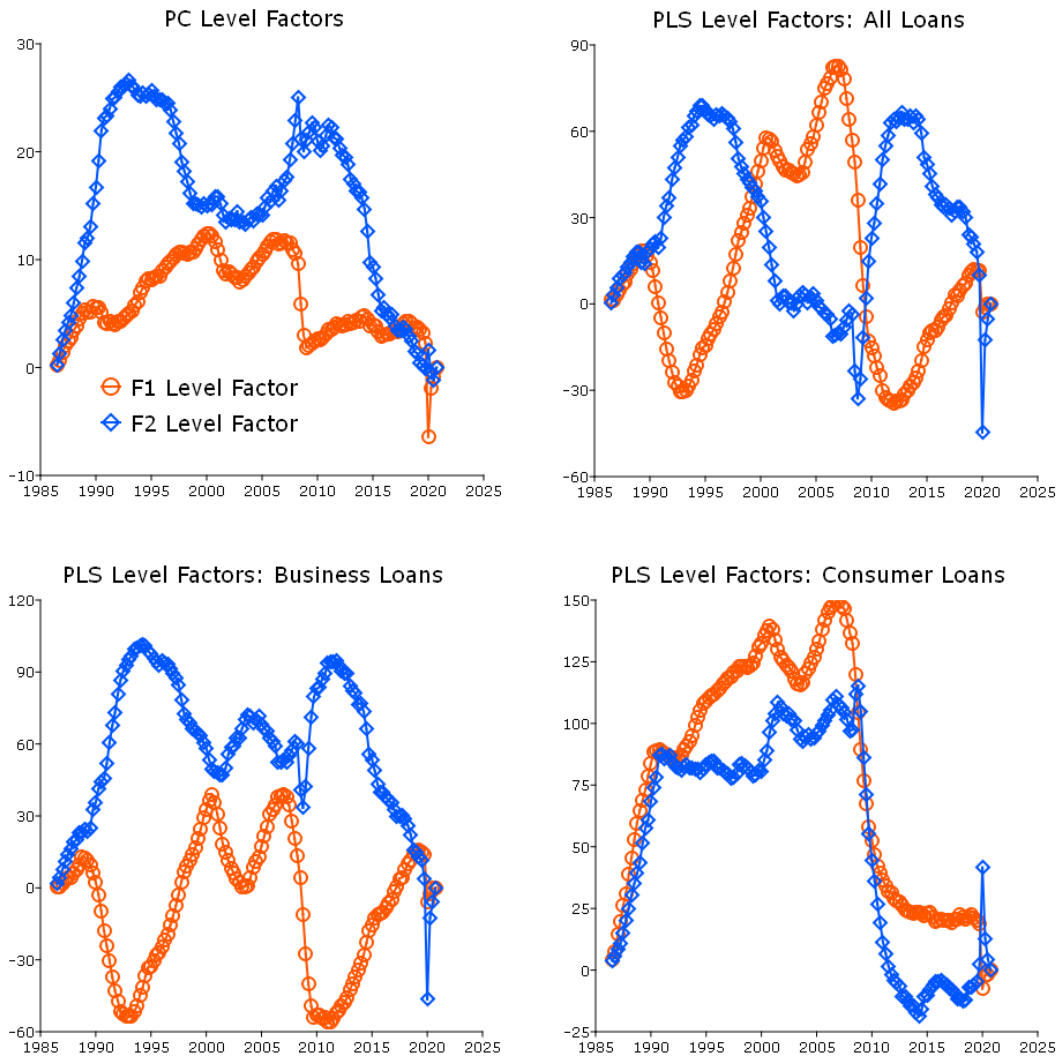 PC Level Factors
30
20
10
0
-10
1985 1990 1995 2000 2005 2010 2015 2020 2025
F1 Level Factor
F2 Level Factor
PLS Level Factors: All Loans
90
60
30
0
-30
-60
1985 1990 1995 2000 2005 2010 2015 2020 2025
PLS Level Factors: Business Loans
120
90
60
30
0
-30
-60
1985 1990 1995 2000 2005 2010 2015 2020 2025
PLS Level Factors: Consumer Loans
150
125
100
75
50
25
0
-25
1985 1990 1995 2000 2005 2010 2015 2020 2025